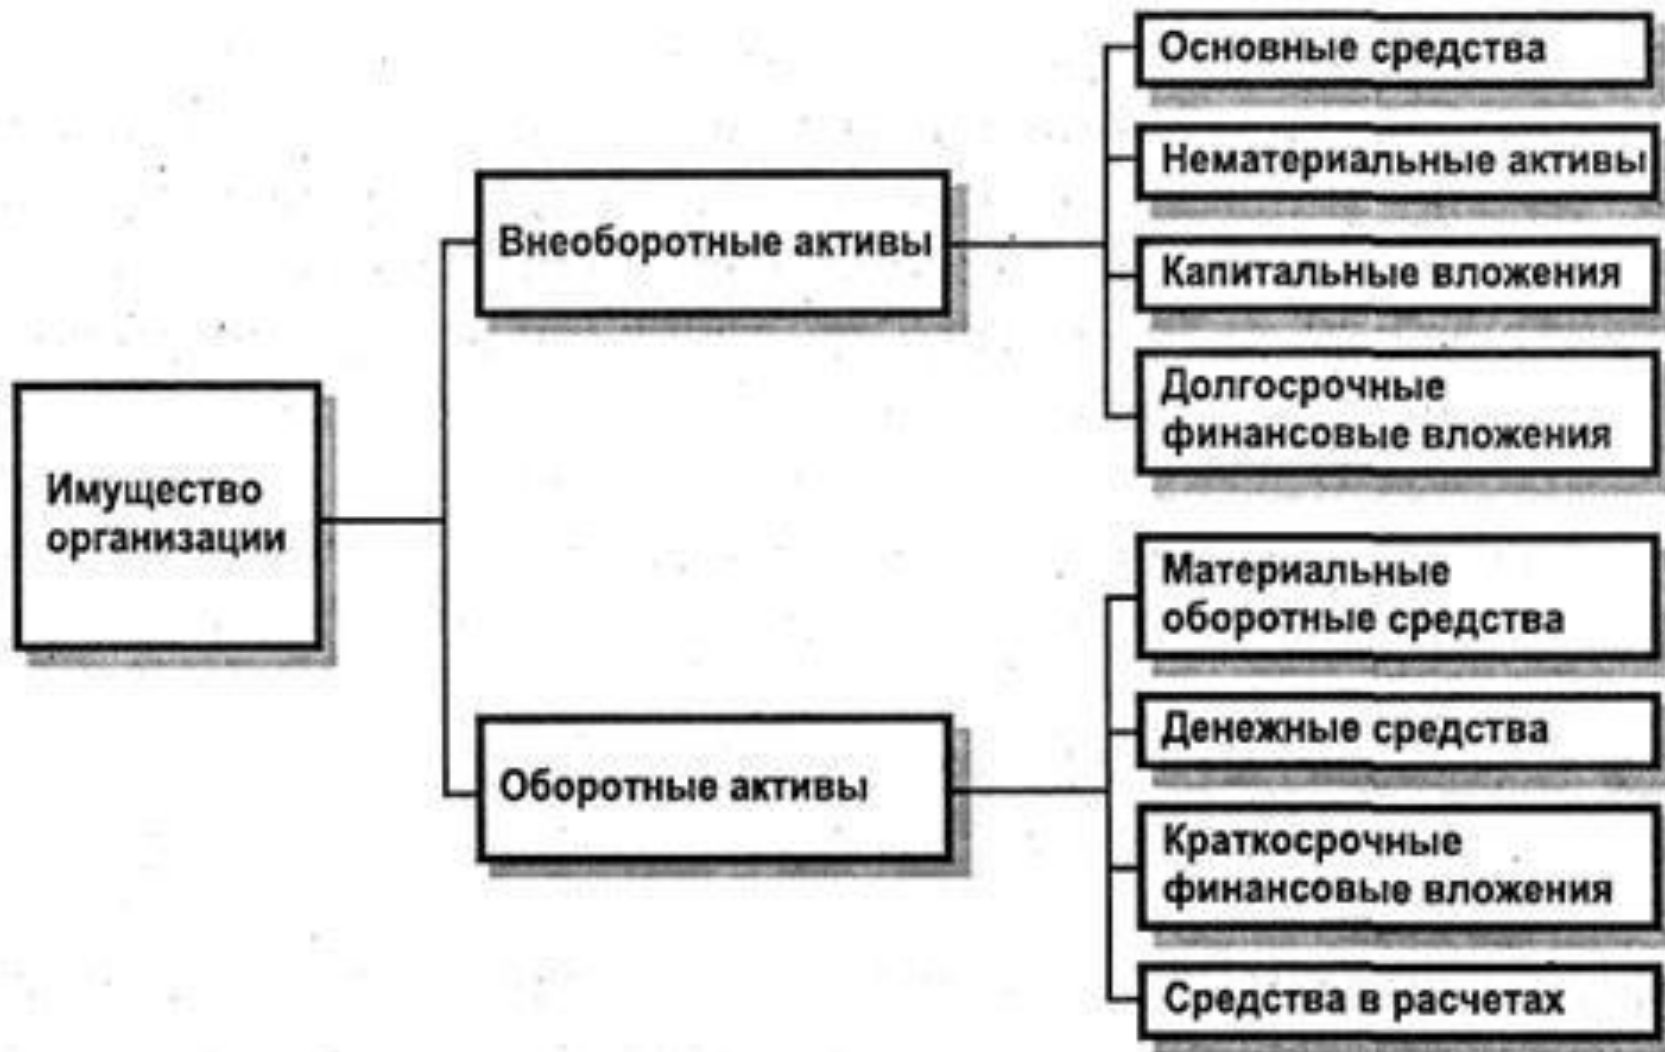 Имущество
организации
Внеоборотные активы
Основные средства
Нематериальные активы
Капитальные вложения
Долгосрочные
финансовые вложения
Оборотные активы
Материальные
оборотные средства
Денежные средства
Краткосрочные
финансовые вложения
Средства в расчетах